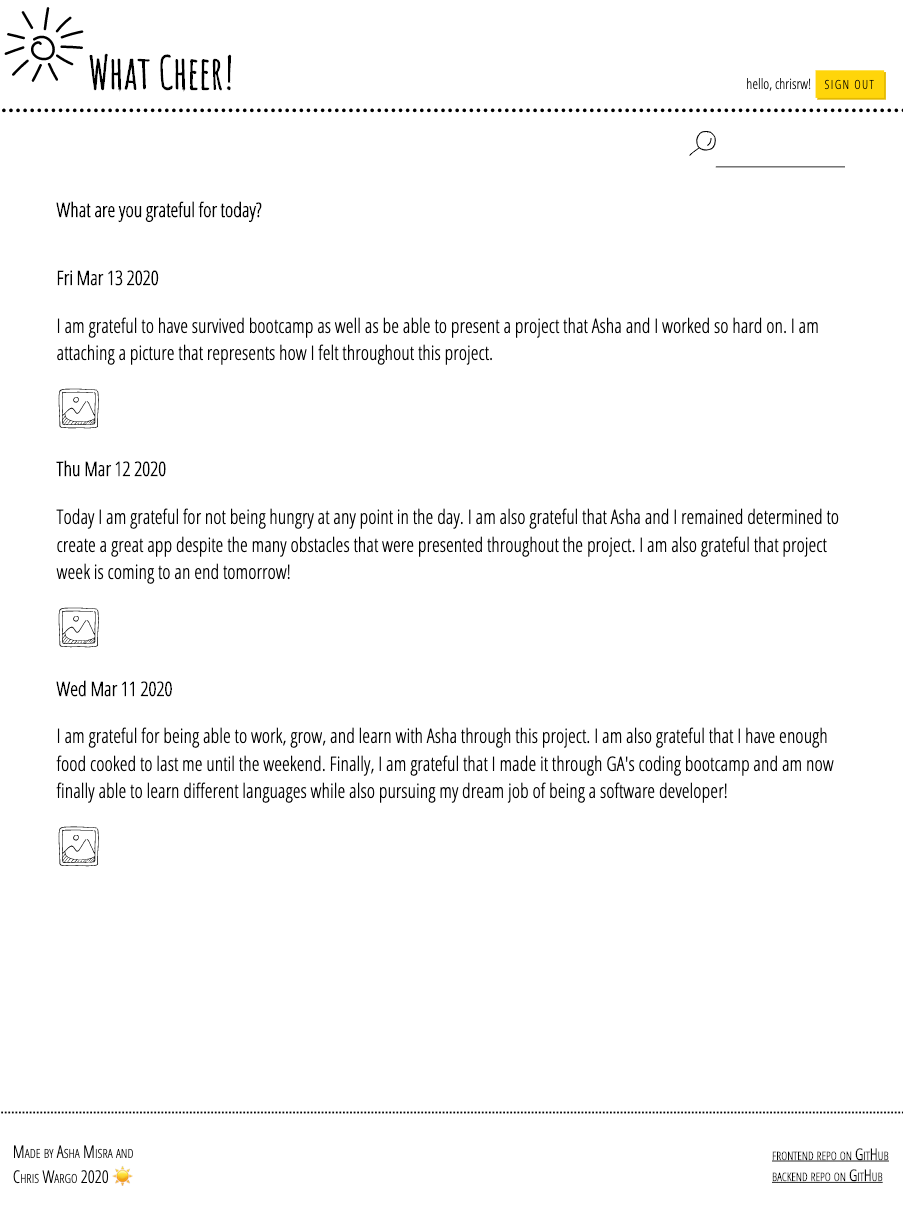 What Cheer!
hello, chrisrw!
SIGN OUT
What are you grateful for today?
Fri Mar 13 2020
I am grateful to have survived bootcamp as well as be able to present a project that Asha and I worked so hard on. I am
attaching a picture that represents how I felt throughout this project.
Thu Mar 12 2020
Today I am grateful for not being hungry at any point in the day. I am also grateful that Asha and I remained determined to
create a great app despite the many obstacles that were presented throughout the project. I am also grateful that project
week is coming to an end tomorrow!
Wed Mar 11 2020
I am grateful for being able to work, grow, and learn with Asha through this project. I am also grateful that I have enough
food cooked to last me until the weekend. Finally, I am grateful that I made it through GA's coding bootcamp and am now
finally able to learn different languages while also pursuing my dream job of being a software developer!
Made by Asha Misra and
Chris Wargo 2020 ☀️
frontend repo on GitHub
backend repo on GitHub